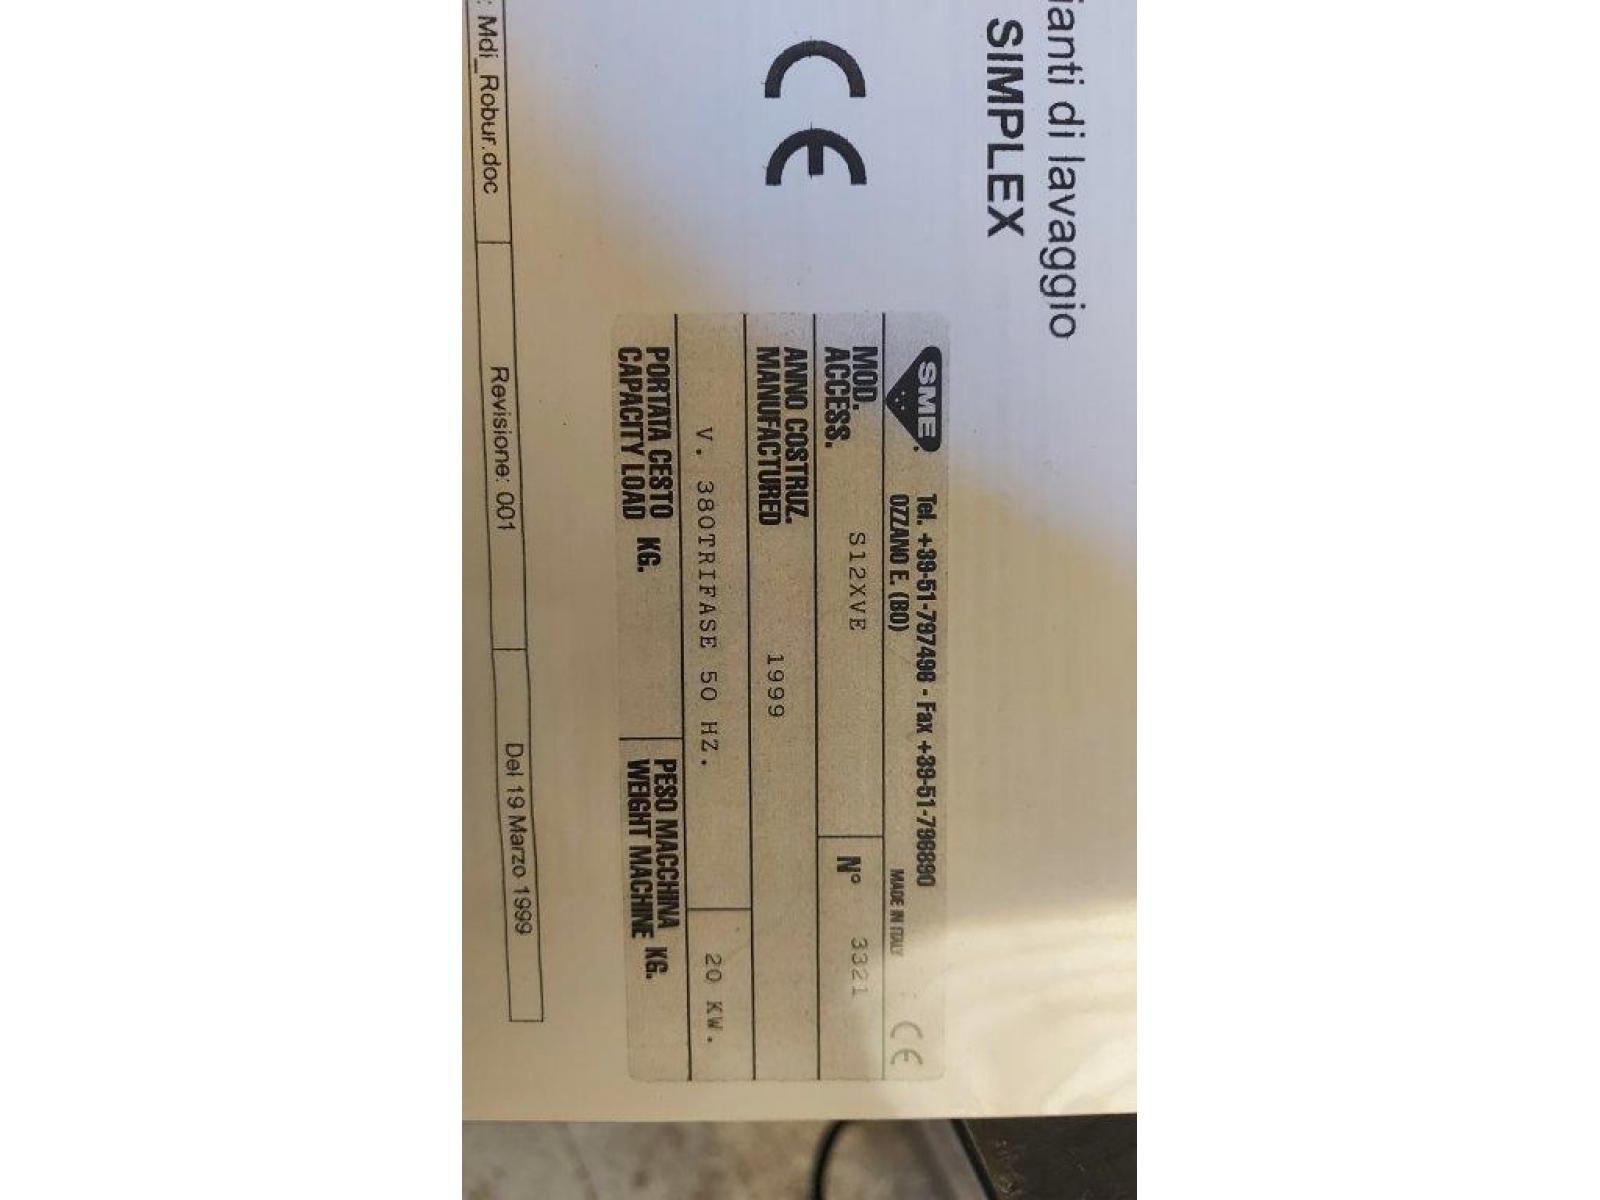 ianti di lavaggio
SIMPLEX
CE
SME
Tel. +39-51-797498 - Fax +39-51-798890
OZZANO E. (BO)
MADE IN ITALY
CE
MOD.
ACCESS.
S12XVE
N° 3321
ANNO COSTRUZ.
MANUFACTURED
1999
V. 380TRIFASE 50 HZ.
20 KW.
PORTATA CESTO
CAPACITY LOAD
KG.
PESO MACCHINA
WEIGHT MACHINE
KG.
: Mdi_Robur.doc
Revisione: 001
Del 19 Marzo 1999